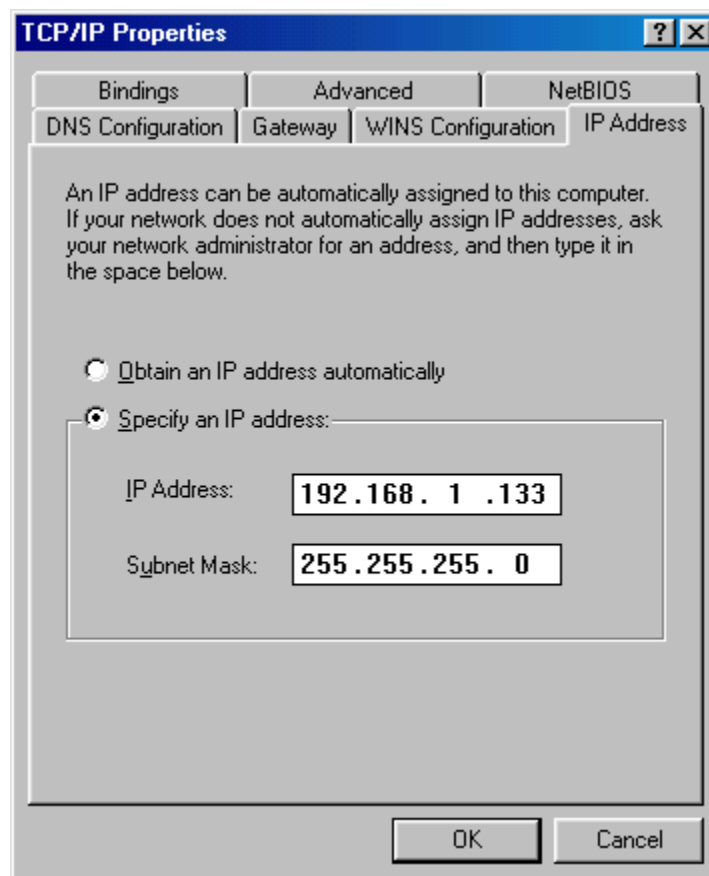 TCP/IP Properties
Bindings Advanced NetBIOS
DNS Configuration Gateway WINS Configuration IP Address
An IP address can be automatically assigned to this computer.
If your network does not automatically assign IP addresses, ask
your network administrator for an address, and then type it in
the space below.
Obtain an IP address automatically
Specify an IP address:
IP Address: 192.168. 1 .133
Subnet Mask: 255.255.255. 0
OK Cancel